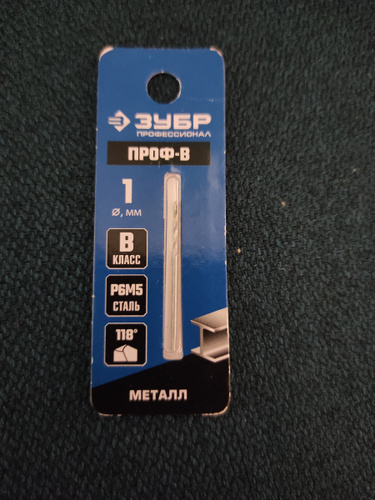 ЗУБР
ПРОФЕССИОНАЛ
ПРОФ-В
1
Ø, мм
В
КЛАСС
Р6М5
СТАЛЬ
118°
МЕТАЛЛ